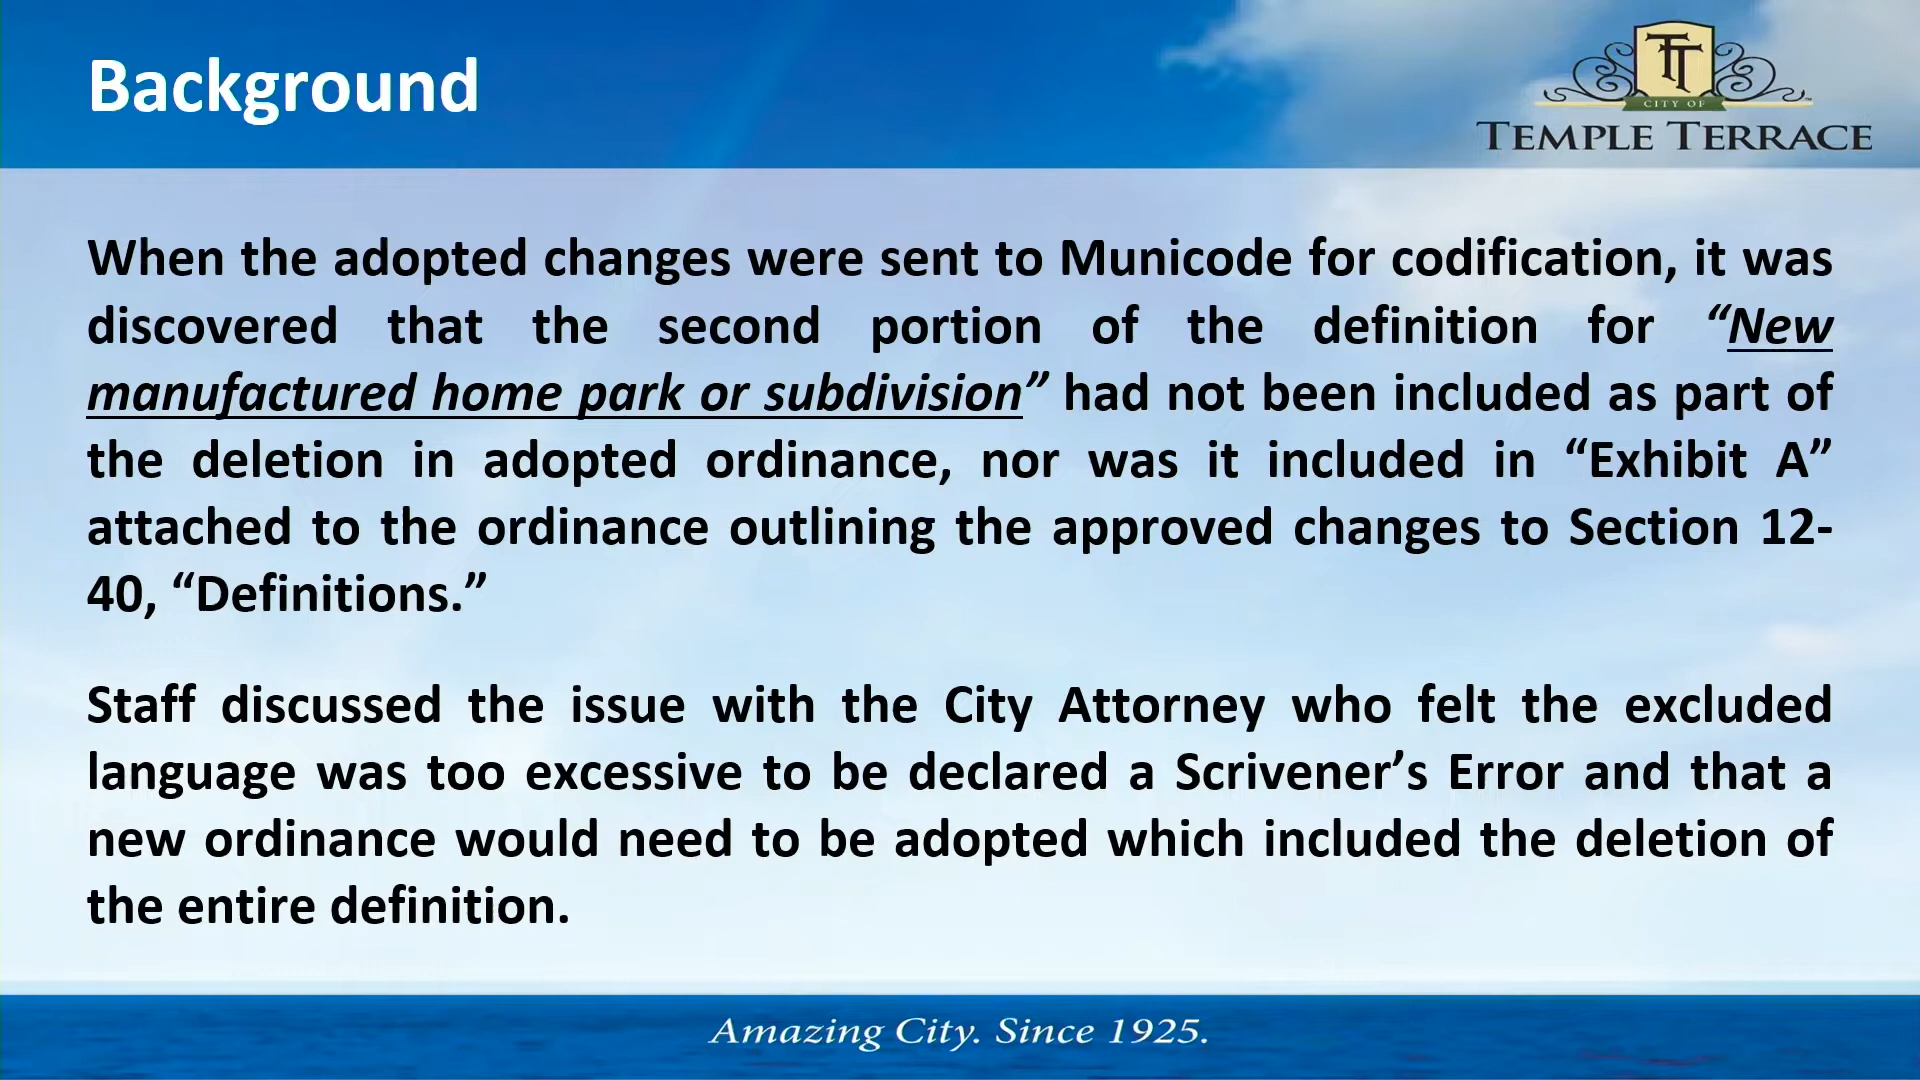 Background
TT
CITY OF
TEMPLE TERRACE
When the adopted changes were sent to Municode for codification, it was
discovered that the second portion of the definition for “New
manufactured home park or subdivision” had not been included as part of
the deletion in adopted ordinance, nor was it included in “Exhibit A”
attached to the ordinance outlining the approved changes to Section 12-
40, “Definitions.”
Staff discussed the issue with the City Attorney who felt the excluded
language was too excessive to be declared a Scrivener’s Error and that a
new ordinance would need to be adopted which included the deletion of
the entire definition.
Amazing City. Since 1925.